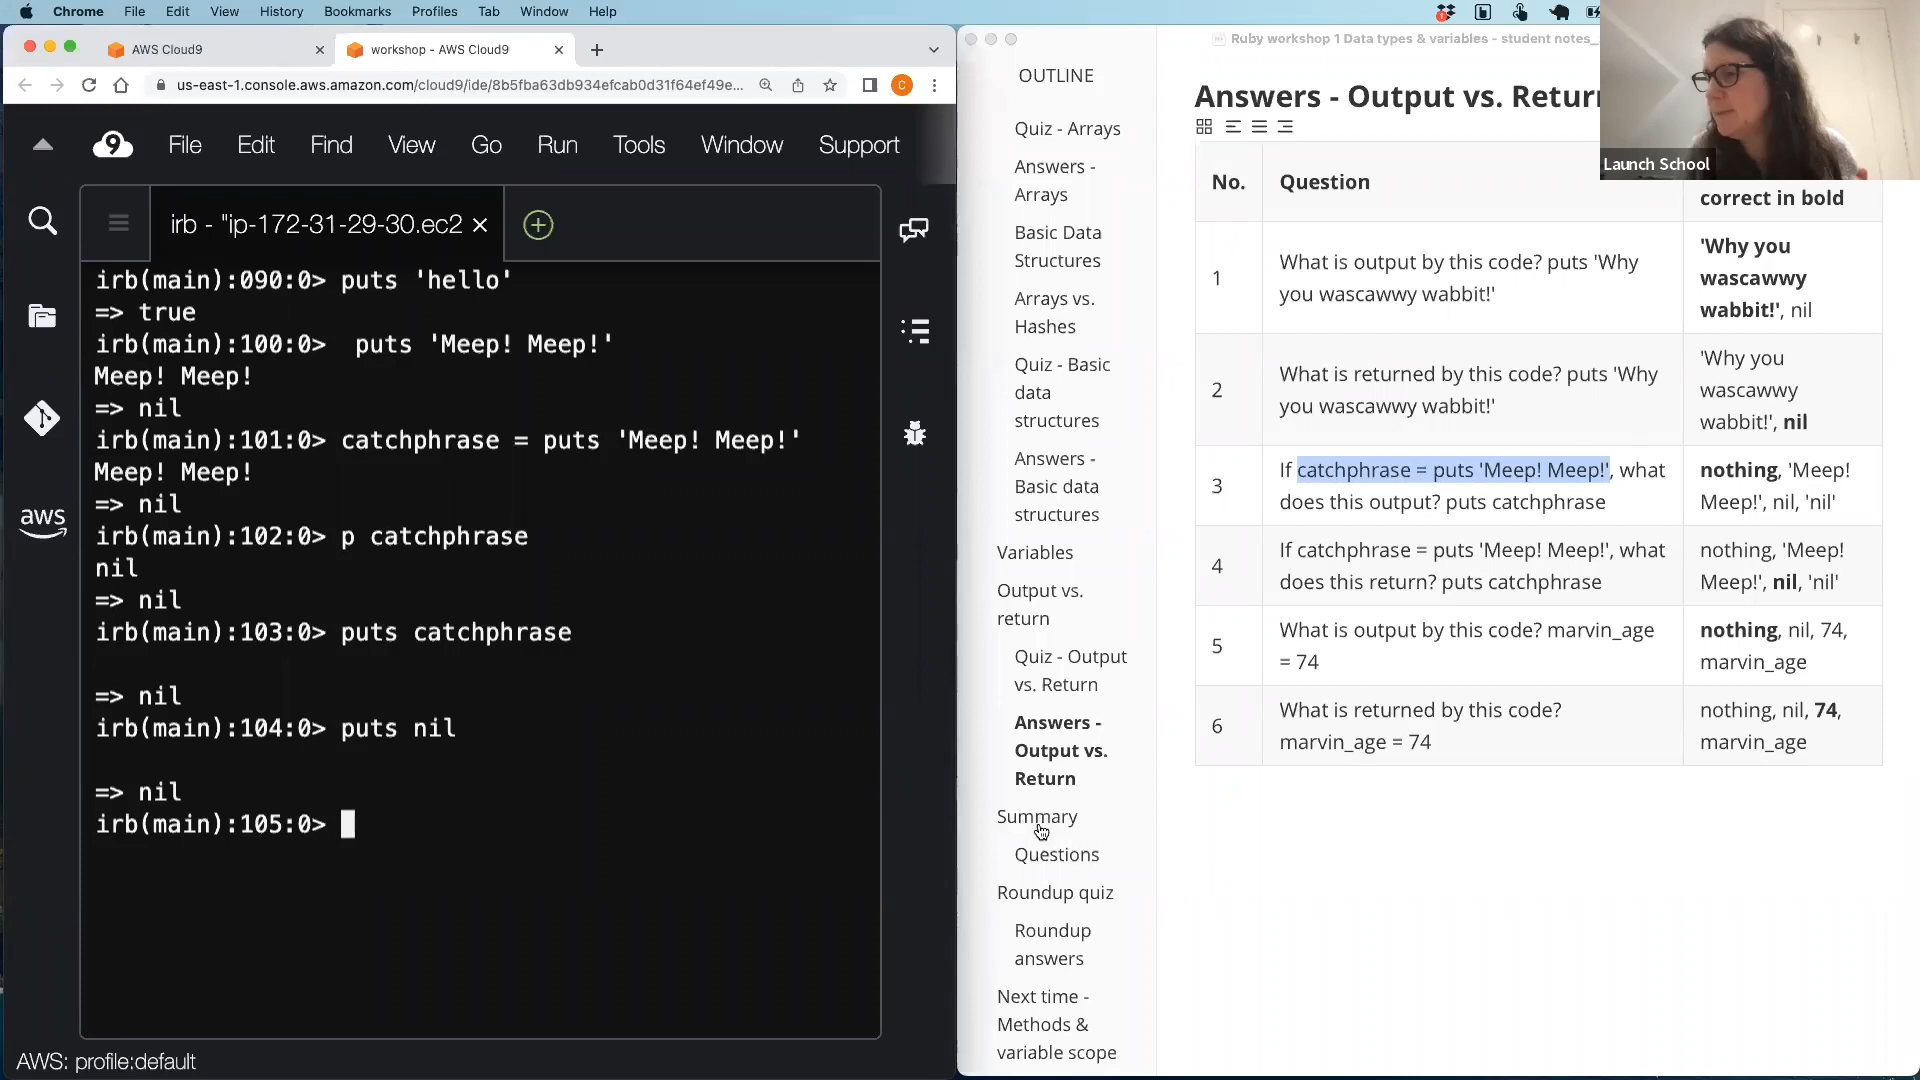 Chrome File Edit View History Bookmarks Profiles Tab Window Help
AWS Cloud9
workshop - AWS Cloud9
us-east-1.console.aws.amazon.com/cloud9/ide/8b5fba63db934efcab0d31f64ef49e...
C
9 File Edit Find View Go Run Tools Window Support
irb - "ip-172-31-29-30.ec2
irb(main):090:0> puts 'hello'
=> true
irb(main):100:0>  puts 'Meep! Meep!'
Meep! Meep!
=> nil
irb(main):101:0> catchphrase = puts 'Meep! Meep!'
Meep! Meep!
=> nil
irb(main):102:0> p catchphrase
nil
=> nil
irb(main):103:0> puts catchphrase
=> nil
irb(main):104:0> puts nil
=> nil
irb(main):105:0>
aws
AWS: profile:default
Ruby workshop 1 Data types & variables - student notes_
OUTLINE
Quiz - Arrays
Answers -
Arrays
Basic Data
Structures
Arrays vs.
Hashes
Quiz - Basic
data
structures
Answers -
Basic data
structures
Variables
Output vs.
return
Quiz - Output
vs. Return
Answers -
Output vs.
Return
Summary
Questions
Roundup quiz
Roundup
answers
Next time -
Methods &
variable scope
Answers - Output vs. Retur
Launch School
No. Question
correct in bold
1
What is output by this code? puts 'Why
you wascawwy wabbit!'
'Why you
wascawwy
wabbit!', nil
2
What is returned by this code? puts 'Why
you wascawwy wabbit!'
'Why you
wascawwy
wabbit!', nil
3
If catchphrase = puts 'Meep! Meep!', what
does this output? puts catchphrase
nothing, 'Meep!
Meep!', nil, 'nil'
4
If catchphrase = puts 'Meep! Meep!', what
does this return? puts catchphrase
nothing, 'Meep!
Meep!', nil, 'nil'
5
What is output by this code? marvin_age
= 74
nothing, nil, 74,
marvin_age
6
What is returned by this code?
marvin_age = 74
nothing, nil, 74,
marvin_age